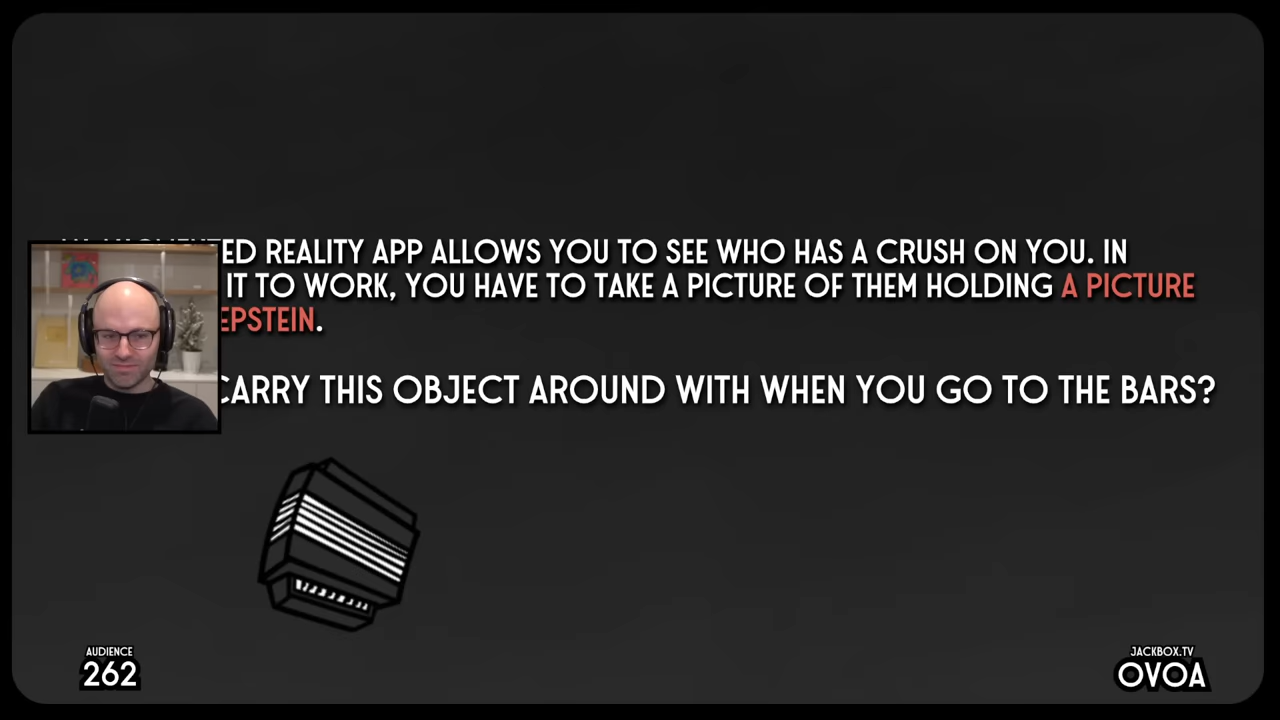 TED REALITY APP ALLOWS YOU TO SEE WHO HAS A CRUSH ON YOU. IN
IT TO WORK, YOU HAVE TO TAKE A PICTURE OF THEM HOLDING A PICTURE
EPSTEIN.
CARRY THIS OBJECT AROUND WITH WHEN YOU GO TO THE BARS?
AUDIENCE
262
JACKBOX.TV
OVOA